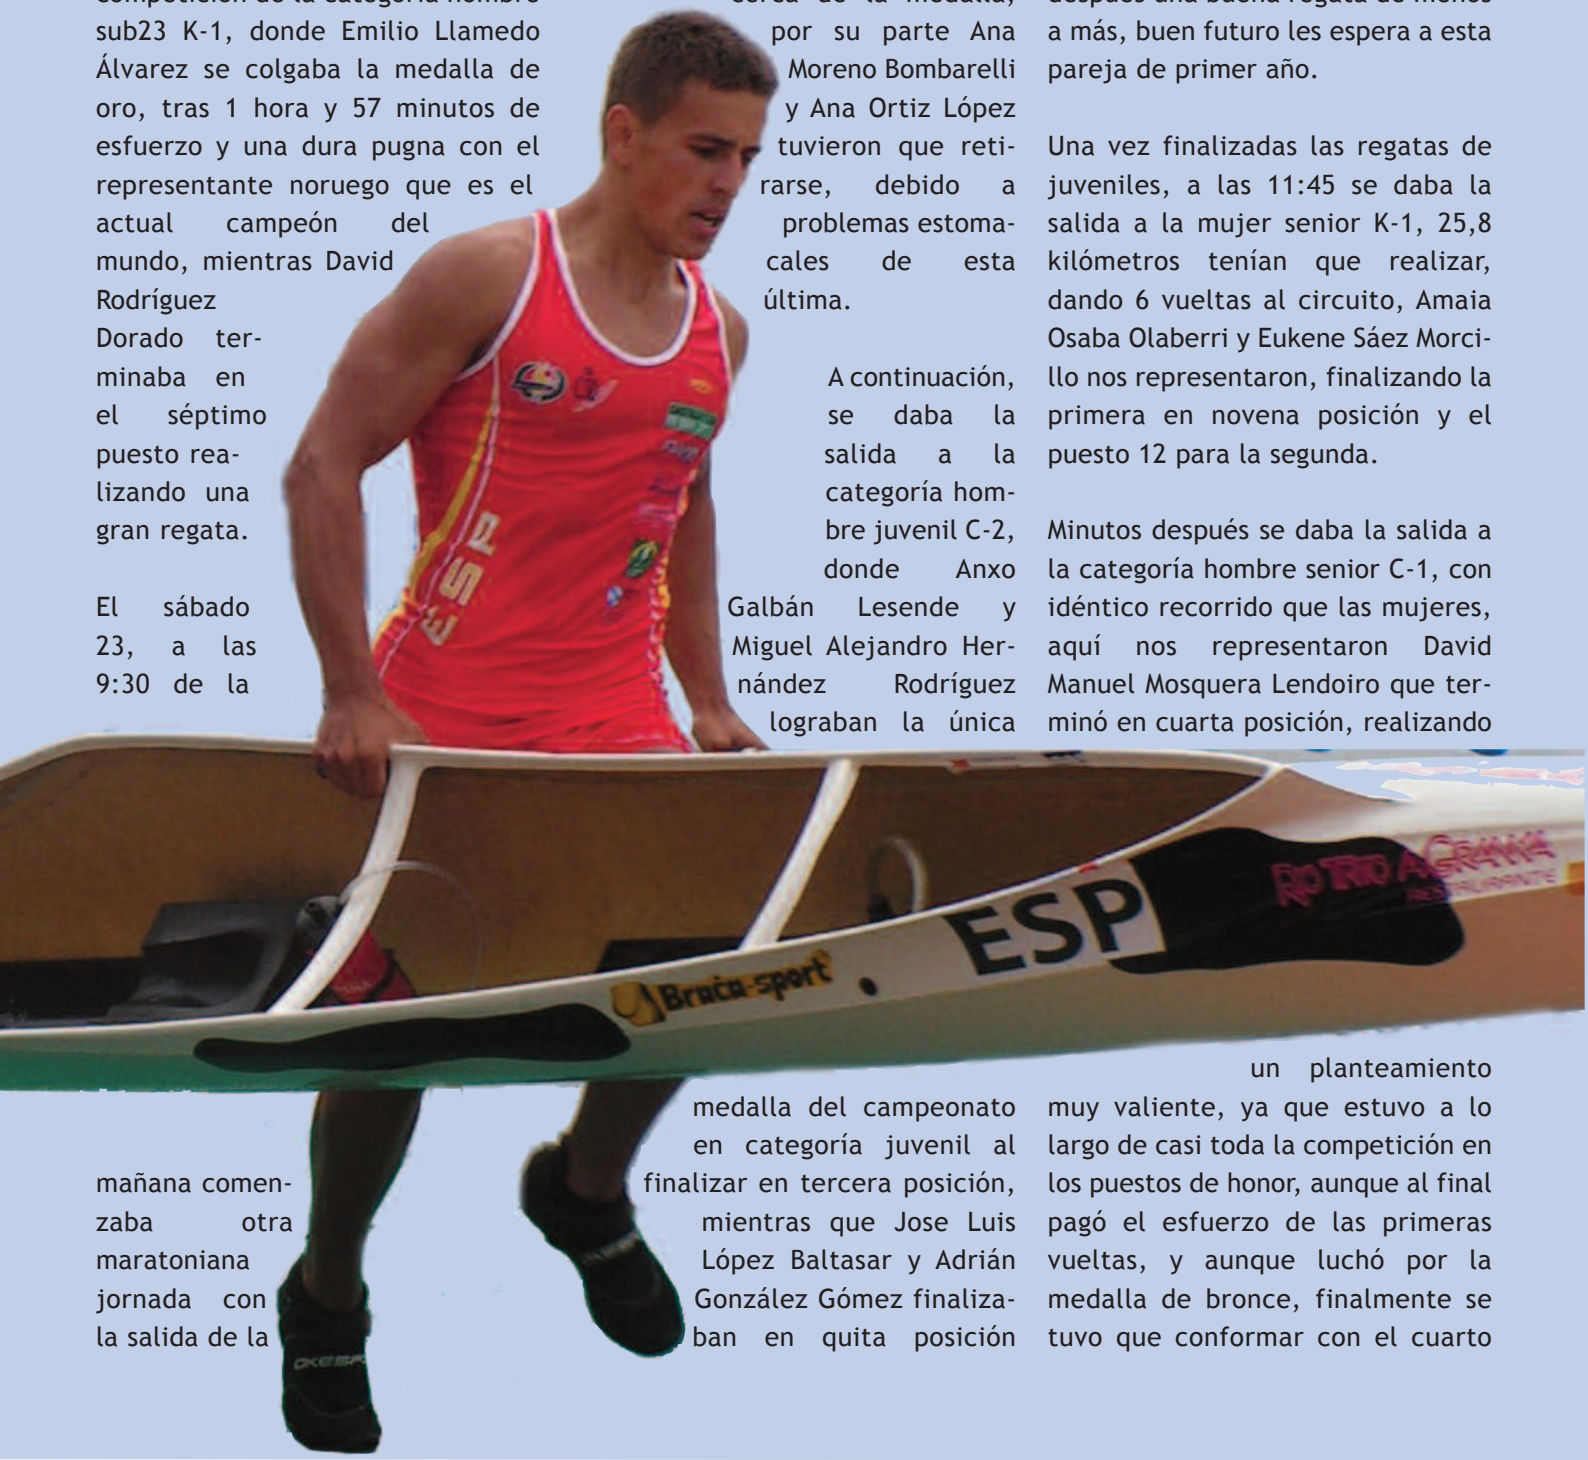 competición de la categoría hombre
sub23 K-1, donde Emilio Llamedo
Álvarez se colgaba la medalla de
oro, tras 1 hora y 57 minutos de
esfuerzo y una dura pugna con el
representante noruego que es el
actual campeón del
mundo, mientras David
Rodríguez
Dorado ter-
minaba en
el séptimo
puesto rea-
lizando una
gran regata.
El sábado
23, a las
9:30 de la
mañana comen-
zaba otra
maratoniana
jornada con
la salida de la
cerca de la medalla,
por su parte Ana
Moreno Bombarelli
y Ana Ortiz López
tuvieron que reti-
rarse, debido a
problemas estoma-
cales de esta
última.
A continuación,
se daba la
salida a la
categoría hom-
bre juvenil C-2,
donde Anxo
Galbán Lesende y
Miguel Alejandro Her-
nández Rodríguez
lograban la única
medalla del campeonato
en categoría juvenil al
finalizar en tercera posición,
mientras que Jose Luis
López Baltasar y Adrián
González Gómez finaliza-
ban en quita posición
después una buena regata de menos
a más, buen futuro les espera a esta
pareja de primer año.
Una vez finalizadas las regatas de
juveniles, a las 11:45 se daba la
salida a la mujer senior K-1, 25,8
kilómetros tenían que realizar,
dando 6 vueltas al circuito, Amaia
Osaba Olaberri y Eukene Sáez Morci-
llo nos representaron, finalizando la
primera en novena posición y el
puesto 12 para la segunda.
Minutos después se daba la salida a
la categoría hombre senior C-1, con
idéntico recorrido que las mujeres,
aquí nos representaron David
Manuel Mosquera Lendoiro que ter-
minó en cuarta posición, realizando
un planteamiento
muy valiente, ya que estuvo a lo
largo de casi toda la competición en
los puestos de honor, aunque al final
pagó el esfuerzo de las primeras
vueltas, y aunque luchó por la
medalla de bronce, finalmente se
tuvo que conformar con el cuarto
ESP
Brača-sport
ESP
RESTAURANTE